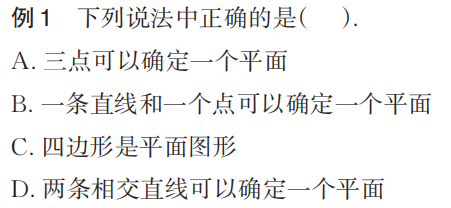 例1 下列说法中正确的是( ).
A. 三点可以确定一个平面
B. 一条直线和一个点可以确定一个平面
C. 四边形是平面图形
D. 两条相交直线可以确定一个平面